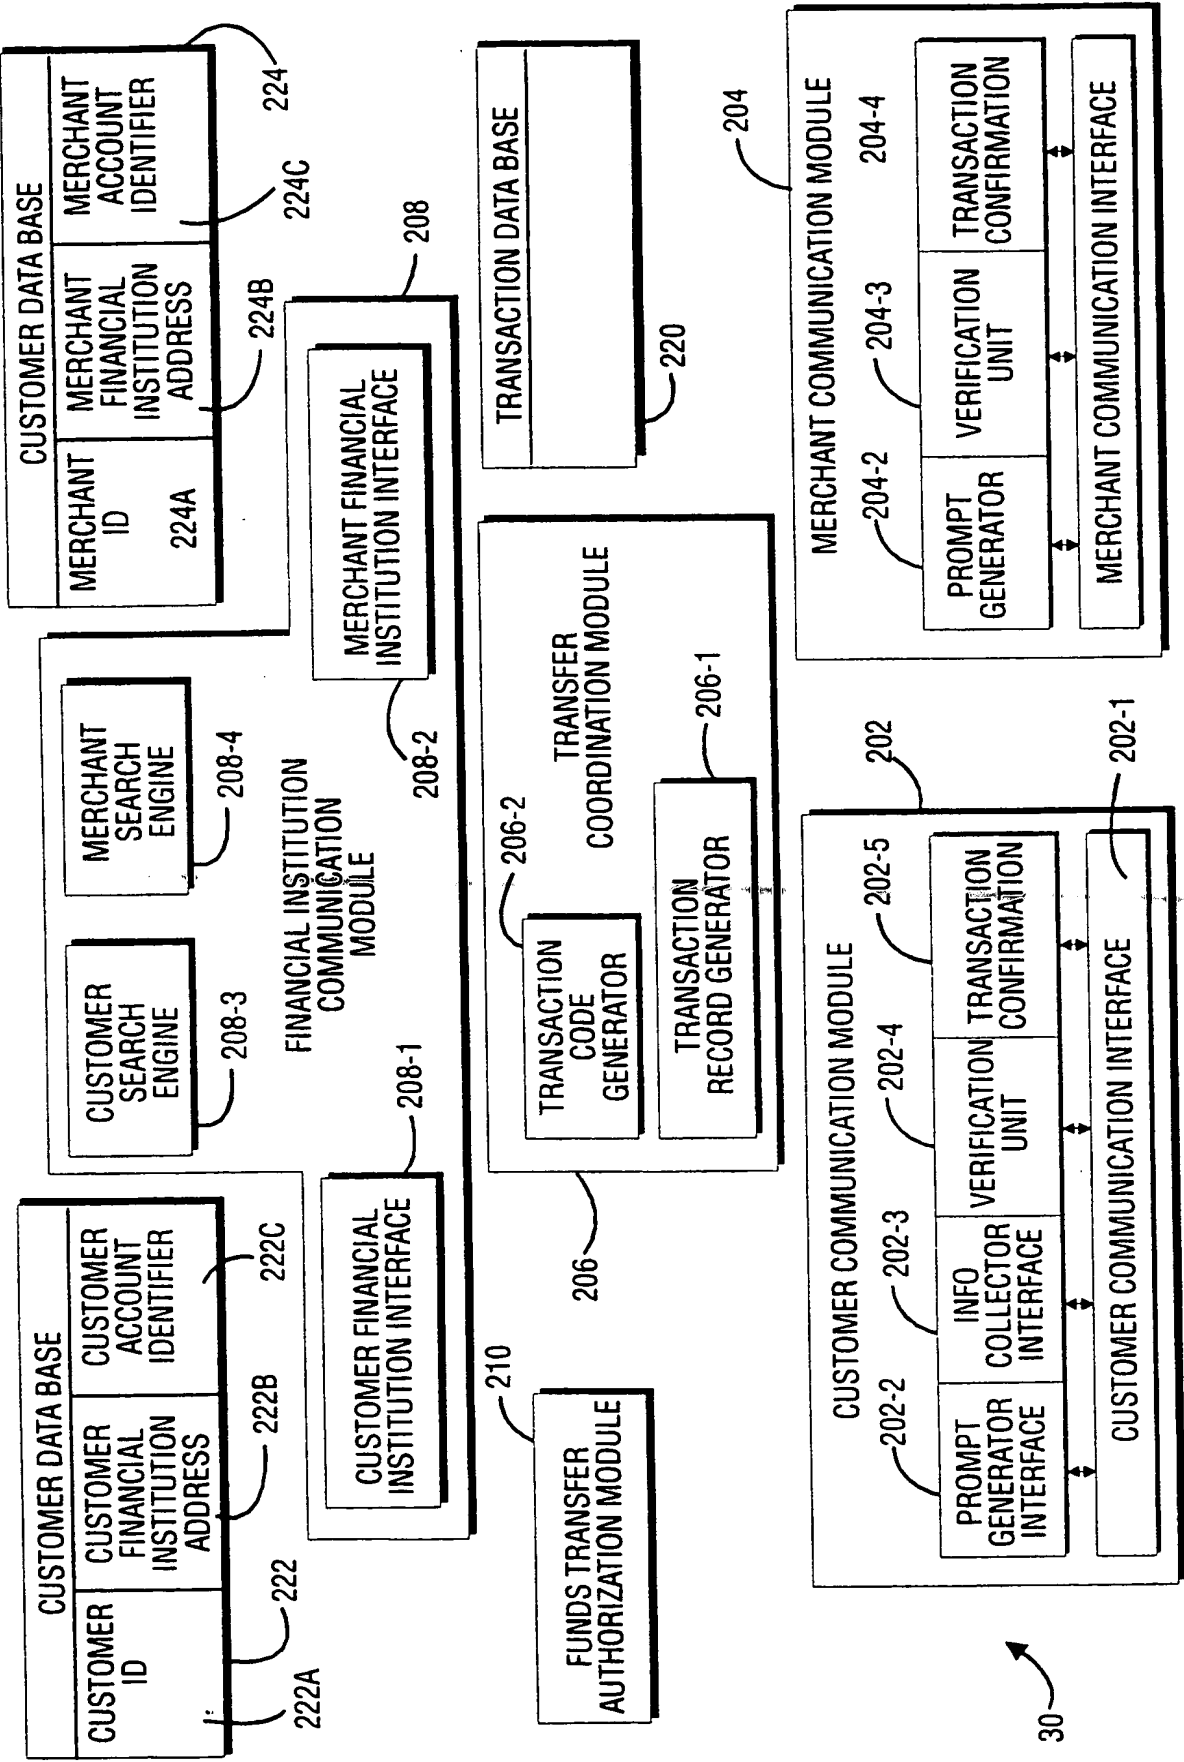 CUSTOMER DATA BASE
CUSTOMER
ID
CUSTOMER
FINANCIAL
INSTITUTION
ADDRESS
CUSTOMER
ACCOUNT
IDENTIFIER
222A
222
222B
222C
CUSTOMER
SEARCH
ENGINE
208-3
MERCHANT
SEARCH
ENGINE
208-4
FINANCIAL INSTITUTION
COMMUNICATION
MODULE
CUSTOMER FINANCIAL
INSTITUTION INTERFACE
208-1
MERCHANT FINANCIAL
INSTITUTION INTERFACE
208-2
208
CUSTOMER DATA BASE
MERCHANT
ID
224A
MERCHANT
FINANCIAL
INSTITUTION
ADDRESS
MERCHANT
ACCOUNT
IDENTIFIER
224B
224C
224
FUNDS TRANSFER
AUTHORIZATION MODULE
210
TRANSACTION
CODE
GENERATOR
206-2
TRANSFER
COORDINATION MODULE
TRANSACTION
RECORD GENERATOR
206-1
206
TRANSACTION DATA BASE
220
CUSTOMER COMMUNICATION MODULE
202-2
202-3
202-4
202-5
202
PROMPT
GENERATOR
INTERFACE
INFO
COLLECTOR
INTERFACE
VERIFICATION
UNIT
TRANSACTION
CONFIRMATION
CUSTOMER COMMUNICATION INTERFACE
202-1
MERCHANT COMMUNICATION MODULE
204
204-2
204-3
204-4
PROMPT
GENERATOR
VERIFICATION
UNIT
TRANSACTION
CONFIRMATION
MERCHANT COMMUNICATION INTERFACE
30